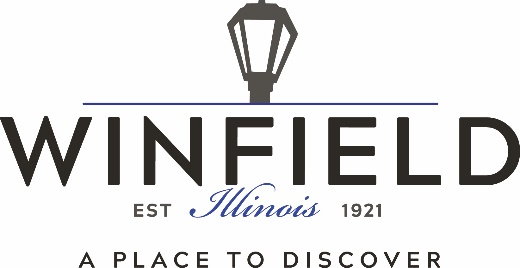 WINFIELD
EST Illinois 1921
A PLACE TO DISCOVER